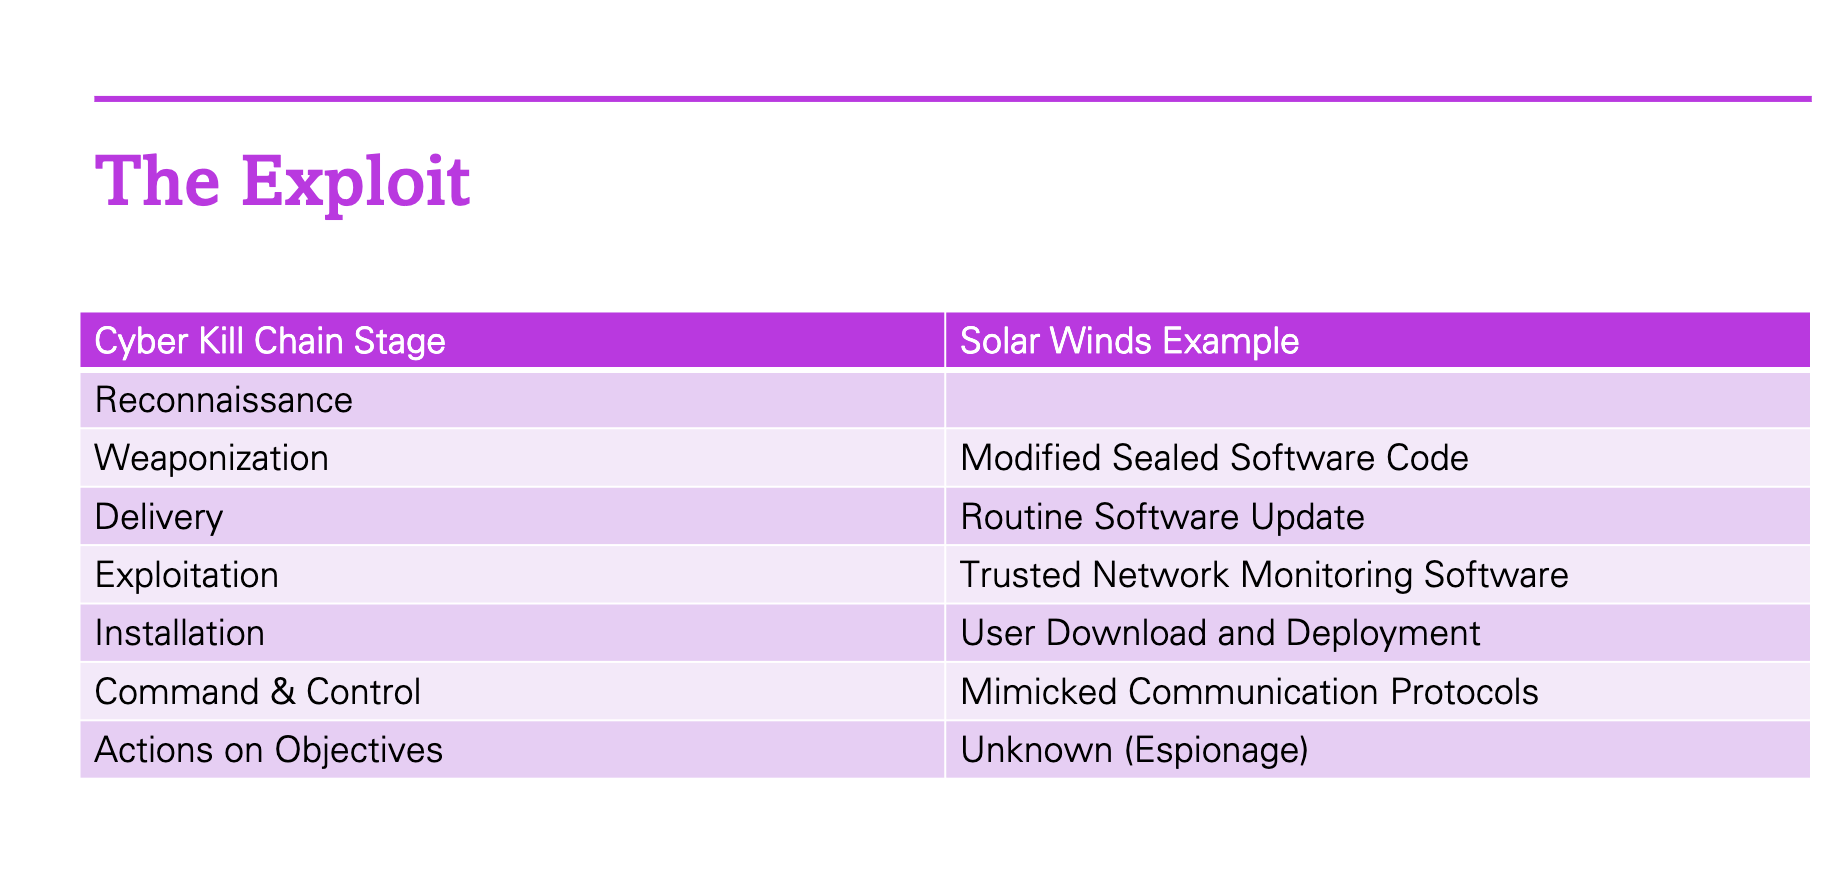 The Exploit
Cyber Kill Chain Stage Solar Winds Example
Reconnaissance
Weaponization Modified Sealed Software Code
Delivery Routine Software Update
Exploitation Trusted Network Monitoring Software
Installation User Download and Deployment
Command & Control Mimicked Communication Protocols
Actions on Objectives Unknown (Espionage)